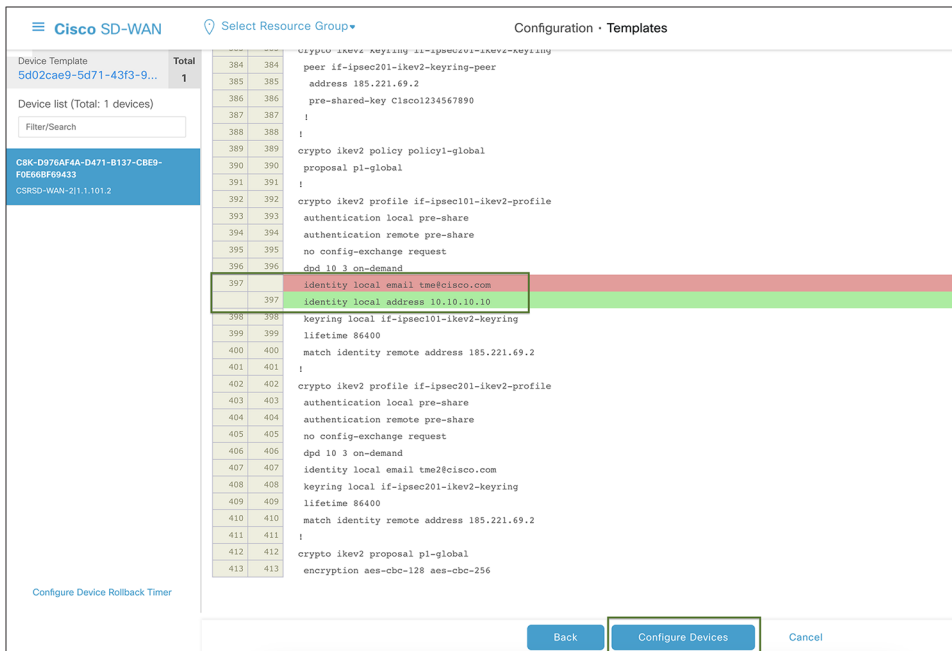 Cisco SD-WAN
Select Resource Group▾
Configuration · Templates
Device Template
5d02cae9-5d71-43f3-9...
Total
1
Device list (Total: 1 devices)
Filter/Search
C8K-D976AF4A-D471-B137-CBE9-
F0E66BF69433
CSRSD-WAN-2|1.1.101.2
Configure Device Rollback Timer
383 383 crypto ikev2 keyring if-ipsec201-ikev2-keyring
384 384 peer if-ipsec201-ikev2-keyring-peer
385 385 address 185.221.69.2
386 386 pre-shared-key C1sco1234567890
387 387 !
388 388 !
389 389 crypto ikev2 policy policy1-global
390 390 proposal p1-global
391 391 !
392 392 crypto ikev2 profile if-ipsec101-ikev2-profile
393 393 authentication local pre-share
394 394 authentication remote pre-share
395 395 no config-exchange request
396 396 dpd 10 3 on-demand
397 identity local email tme@cisco.com
397 identity local address 10.10.10.10
398 398 keyring local if-ipsec101-ikev2-keyring
399 399 lifetime 86400
400 400 match identity remote address 185.221.69.2
401 401 !
402 402 crypto ikev2 profile if-ipsec201-ikev2-profile
403 403 authentication local pre-share
404 404 authentication remote pre-share
405 405 no config-exchange request
406 406 dpd 10 3 on-demand
407 407 identity local email tme2@cisco.com
408 408 keyring local if-ipsec201-ikev2-keyring
409 409 lifetime 86400
410 410 match identity remote address 185.221.69.2
411 411 !
412 412 crypto ikev2 proposal p1-global
413 413 encryption aes-cbc-128 aes-cbc-256
Back
Configure Devices
Cancel